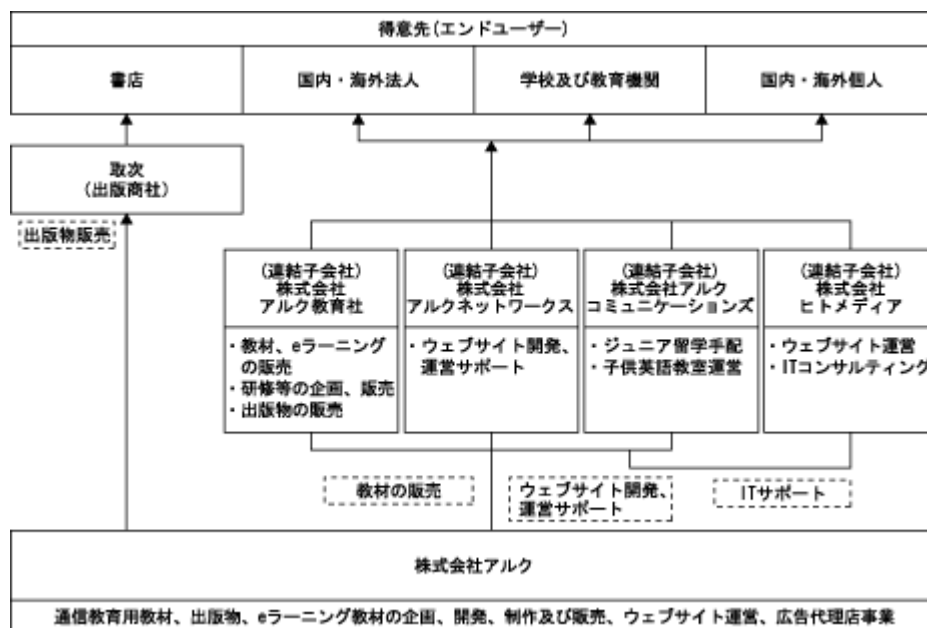 得意先(エンドユーザー)
書店
国内・海外法人
学校及び教育機関
国内・海外個人
取次
(出版商社)
出版物販売
(連結子会社)
株式会社
アルク教育社
・教材、eラーニング
の販売
・研修等の企画、販売
・出版物の販売
(連結子会社)
株式会社
アルクネットワークス
・ウェブサイト開発、
運営サポート
(連結子会社)
株式会社アルク
コミュニケーションズ
・ジュニア留学手配
・子供英語教室運営
(連結子会社)
株式会社
ヒトメディア
・ウェブサイト運営
・ITコンサルティング
教材の販売
ウェブサイト開発、
運営サポート
ITサポート
株式会社アルク
通信教育用教材、出版物、eラーニング教材の企画、開発、制作及び販売、ウェブサイト運営、広告代理店事業